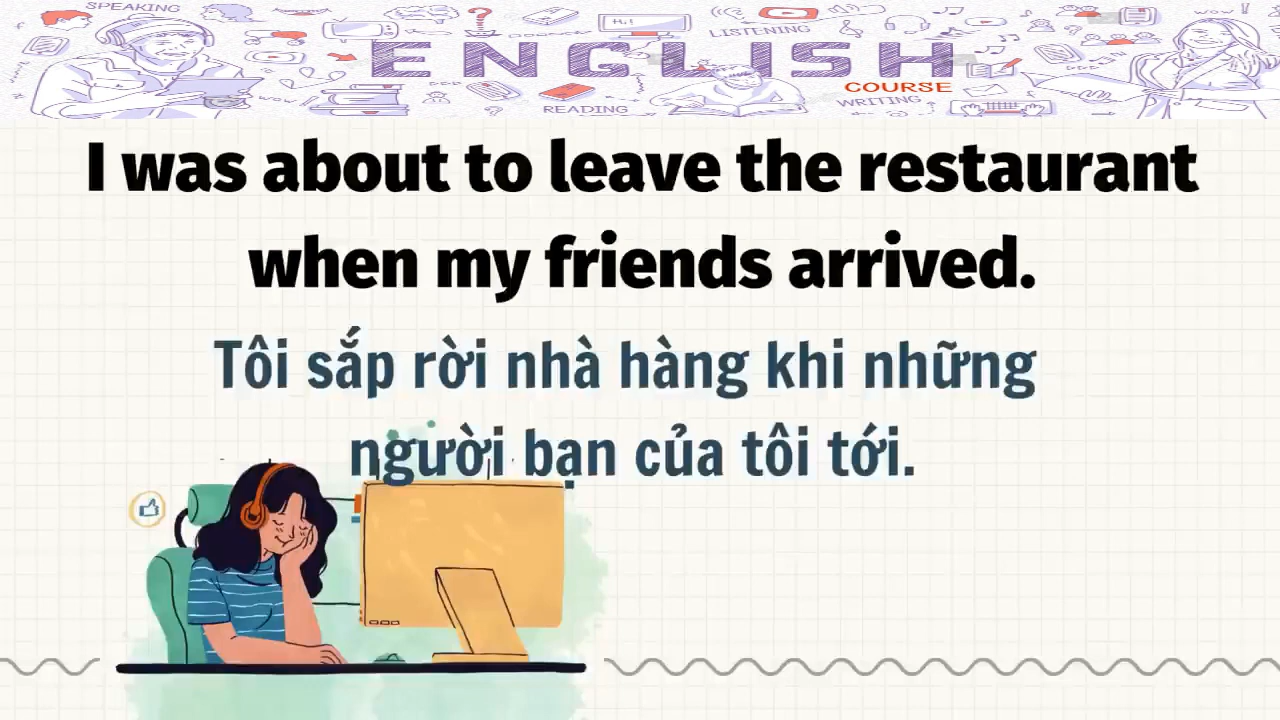 SPEAKING
Hi!
LISTENING
ENGLISH
COURSE
READING
WRITING
I was about to leave the restaurant
when my friends arrived.
Tôi sắp rời nhà hàng khi những
người bạn của tôi tới.